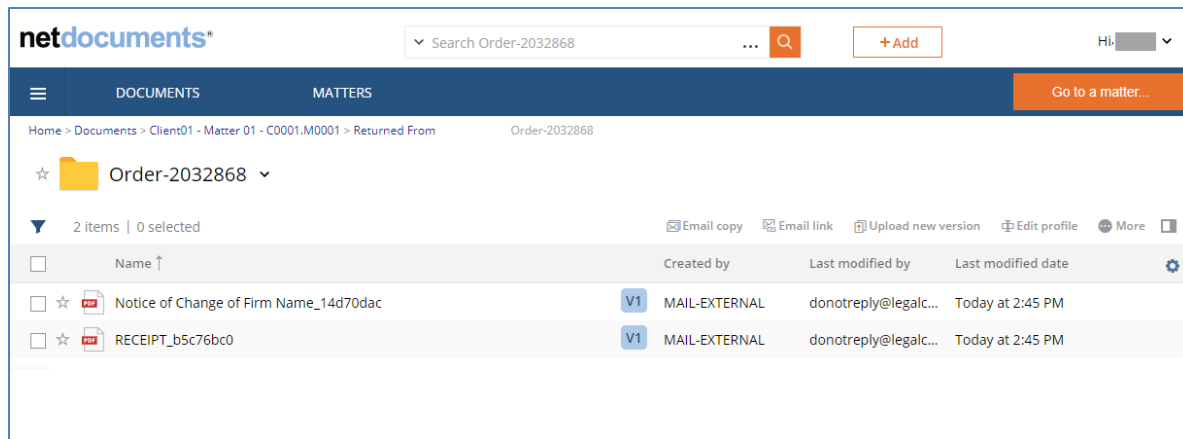 netdocuments®
Search Order-2032868 ...
+Add
Hi,
DOCUMENTS MATTERS Go to a matter...
Home > Documents > Client01 - Matter 01 - C0001.M0001 > Returned From Order-2032868
Order-2032868
2 items | 0 selected Email copy Email link Upload new version Edit profile More
Name Created by Last modified by Last modified date
PDF Notice of Change of Firm Name_14d70dac V1 MAIL-EXTERNAL donotreply@legalc... Today at 2:45 PM
PDF RECEIPT_b5c76bc0 V1 MAIL-EXTERNAL donotreply@legalc... Today at 2:45 PM